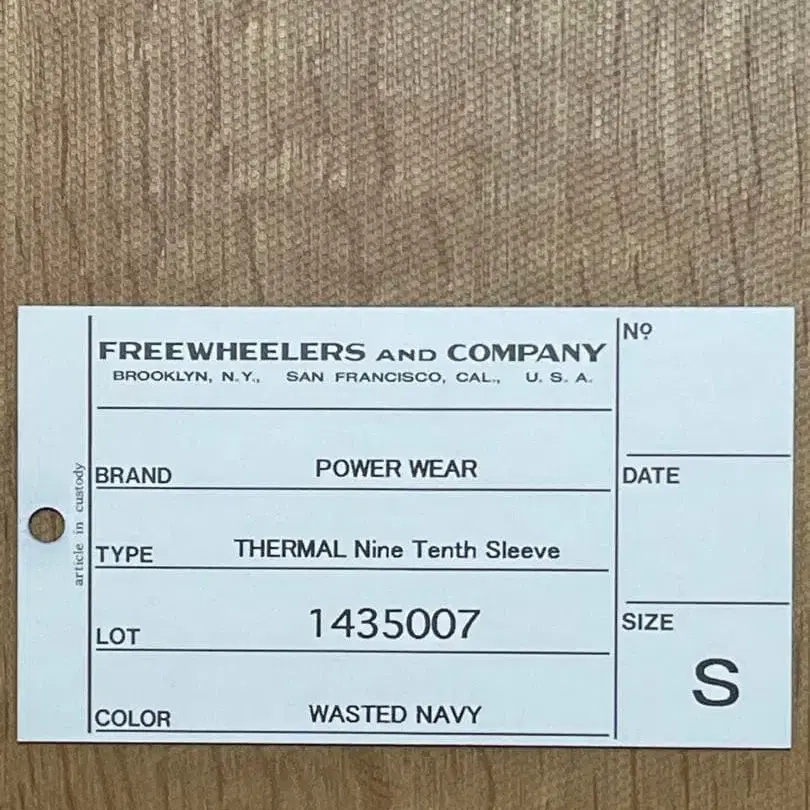 FREEWHEELERS AND COMPANY
BROOKLYN, N.Y., SAN FRANCISCO, CAL., U. S. A.
BRAND POWER WEAR
TYPE THERMAL Nine Tenth Sleeve
LOT 1435007
COLOR WASTED NAVY
Nº
DATE
SIZE
S
article in custody